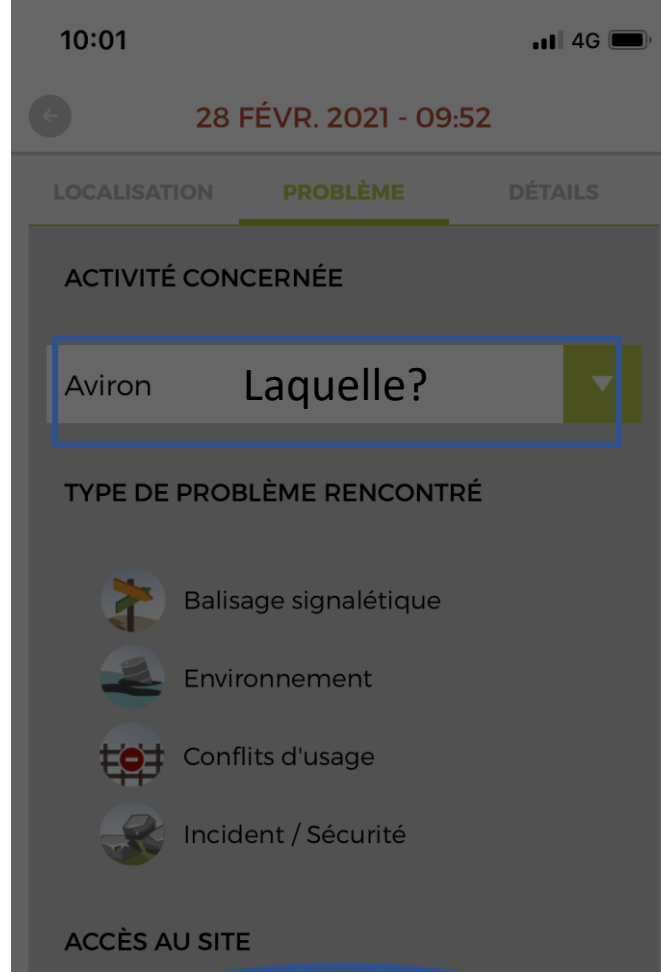 10:01 4G
28 FÉVR. 2021 - 09:52
LOCALISATION PROBLÈME DÉTAILS
ACTIVITÉ CONCERNÉE
Aviron Laquelle?
TYPE DE PROBLÈME RENCONTRÉ
Balisage signalétique
Environnement
Conflits d'usage
Incident / Sécurité
ACCÈS AU SITE